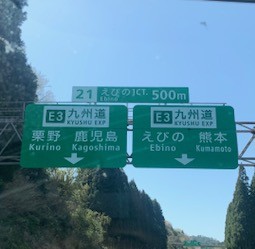 21 えびのJCT. 500m
Ebino
E3 九州道
KYUSHU EXP
栗野 鹿児島
Kurino Kagoshima
E3 九州道
KYUSHU EXP
えびの 熊本
Ebino Kumamoto